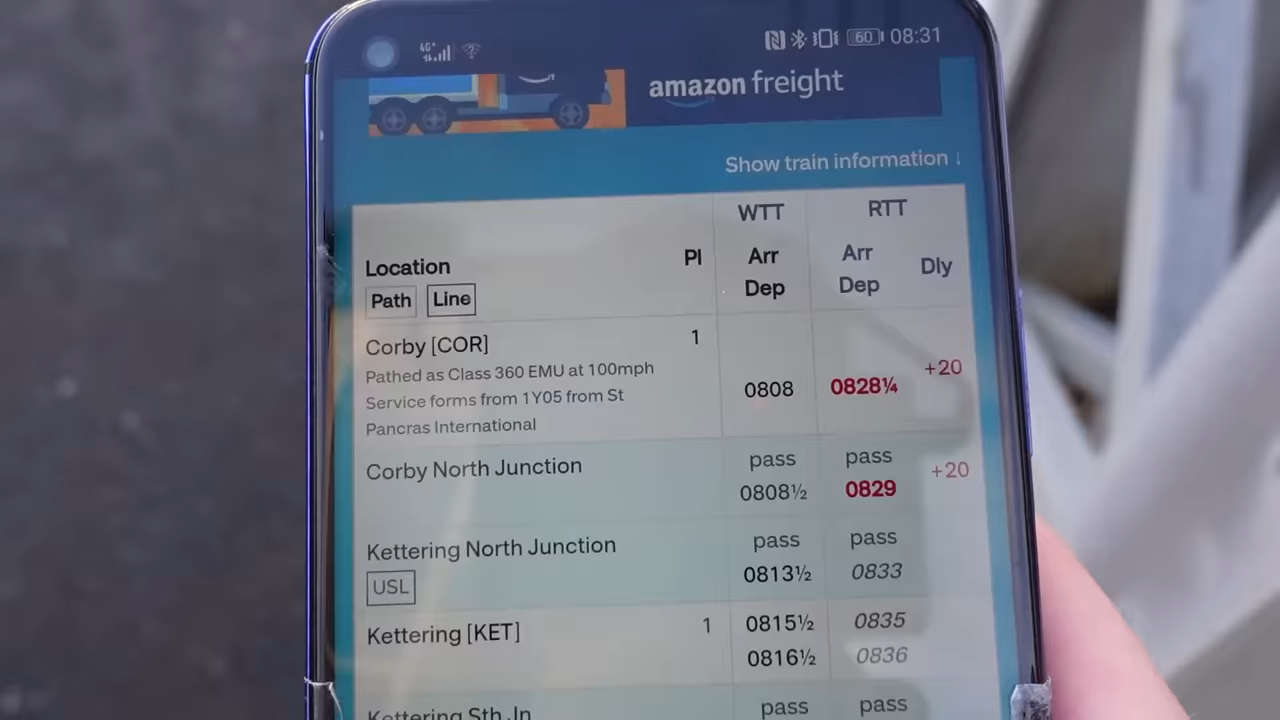 4G+ 60 08:31
amazon freight
Show train information ↓
WTT RTT
Location Pl Arr Arr Dly
Path Line Dep Dep
Corby [COR] 1
Pathed as Class 360 EMU at 100mph +20
Service forms from 1Y05 from St 0808 0828¼
Pancras International
Corby North Junction pass pass +20
0808½ 0829
Kettering North Junction pass pass
USL 0813½ 0833
Kettering [KET] 1 0815½ 0835
0816½ 0836
Kettering Sth Jn pass pass